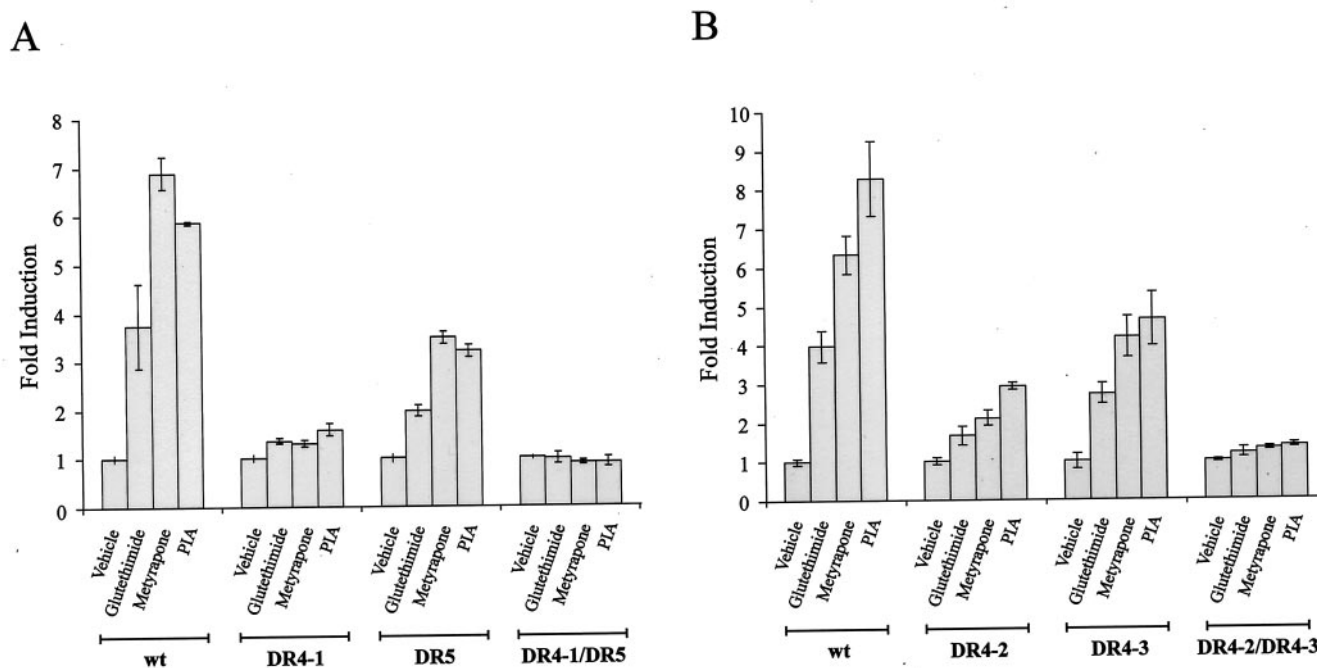 A
Fold Induction
8
7
6
5
4
3
2
1
0
Vehicle
Glutethimide
Metyrapone
PIA
Vehicle
Glutethimide
Metyrapone
PIA
Vehicle
Glutethimide
Metyrapone
PIA
Vehicle
Glutethimide
Metyrapone
PIA
wt
DR4-1
DR5
DR4-1/DR5
B
Fold Induction
10
9
8
7
6
5
4
3
2
1
0
Vehicle
Glutethimide
Metyrapone
PIA
Vehicle
Glutethimide
Metyrapone
PIA
Vehicle
Glutethimide
Metyrapone
PIA
Vehicle
Glutethimide
Metyrapone
PIA
wt
DR4-2
DR4-3
DR4-2/DR4-3